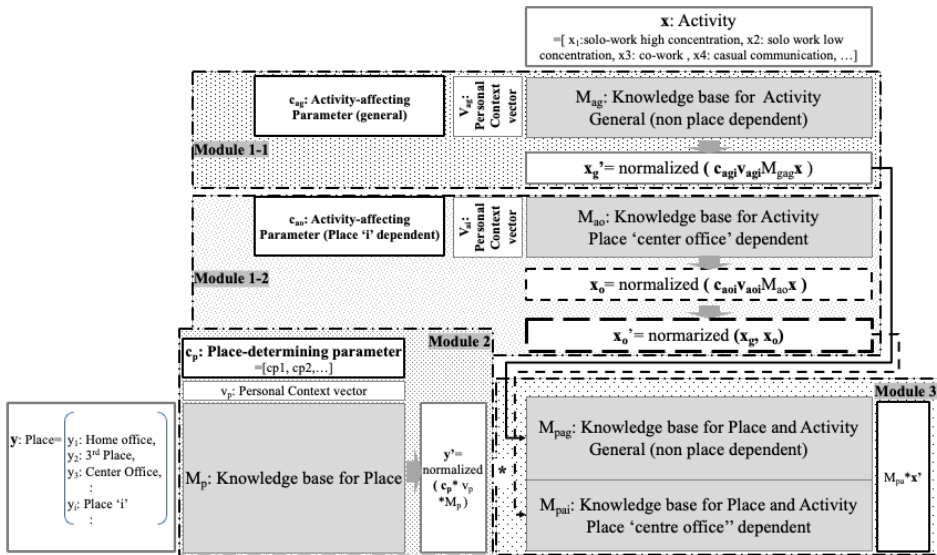 x: Activity
=[ x1:solo-work high concentration, x2: solo work low
concentration, x3: co-work , x4: casual communication, …]
cag: Activity-affecting
Parameter (general)
Vag:
Personal
Context
vector
Mag: Knowledge base for Activity
General (non place dependent)
Module 1-1
xg’= normalized ( cagivagiMgagx )
cao: Activity-affecting
Parameter (Place ‘i’ dependent)
Vai:
Personal
Context
vector
Mao: Knowledge base for Activity
Place ‘center office’ dependent
Module 1-2
xo= normalized ( caoivaoiMaox )
xo’= normarized (xg, xo)
Module 2
cp: Place-determining parameter
=[cp1, cp2,…]
vp: Personal Context vector
y: Place=
y1: Home office,
y2: 3rd Place,
y3: Center Office,
:
yi: Place ‘i’
:
Mp: Knowledge base for Place
y’=
normalized
( cp* vp
*Mp )
*
Module 3
Mpag: Knowledge base for Place and Activity
General (non place dependent)
Mpai: Knowledge base for Place and Activity
Place ‘centre office’’ dependent
Mpa*x’